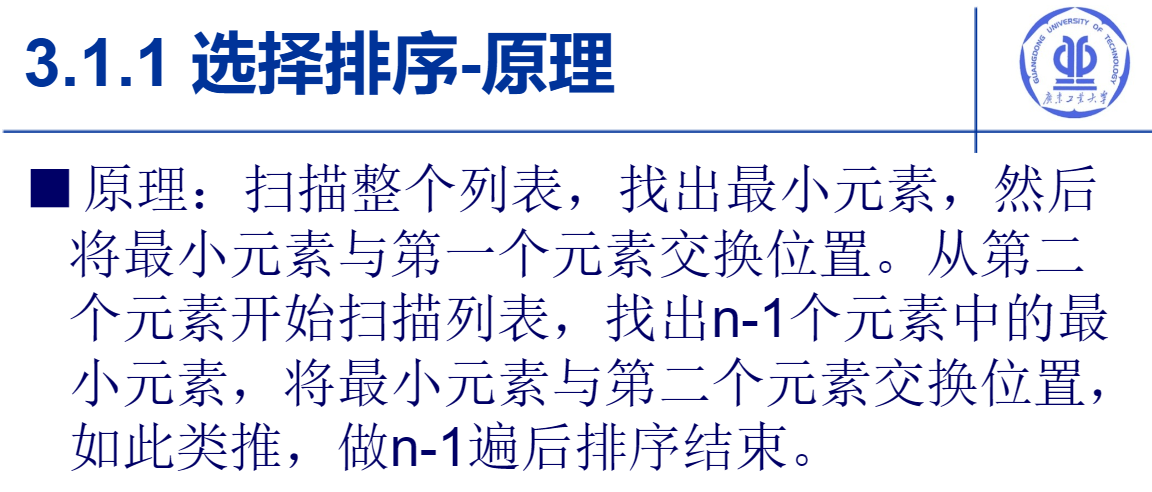 3.1.1 选择排序-原理
GUANGDONG UNIVERSITY OF TECHNOLOGY
广东工业大学
原理：扫描整个列表，找出最小元素，然后
将最小元素与第一个元素交换位置。从第二
个元素开始扫描列表，找出n-1个元素中的最
小元素，将最小元素与第二个元素交换位置，
如此类推，做n-1遍后排序结束。